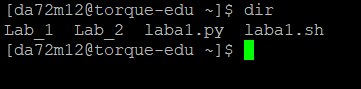 [da72m12@torque-edu ~]$ dir
Lab_1  Lab_2  laba1.py  laba1.sh
[da72m12@torque-edu ~]$